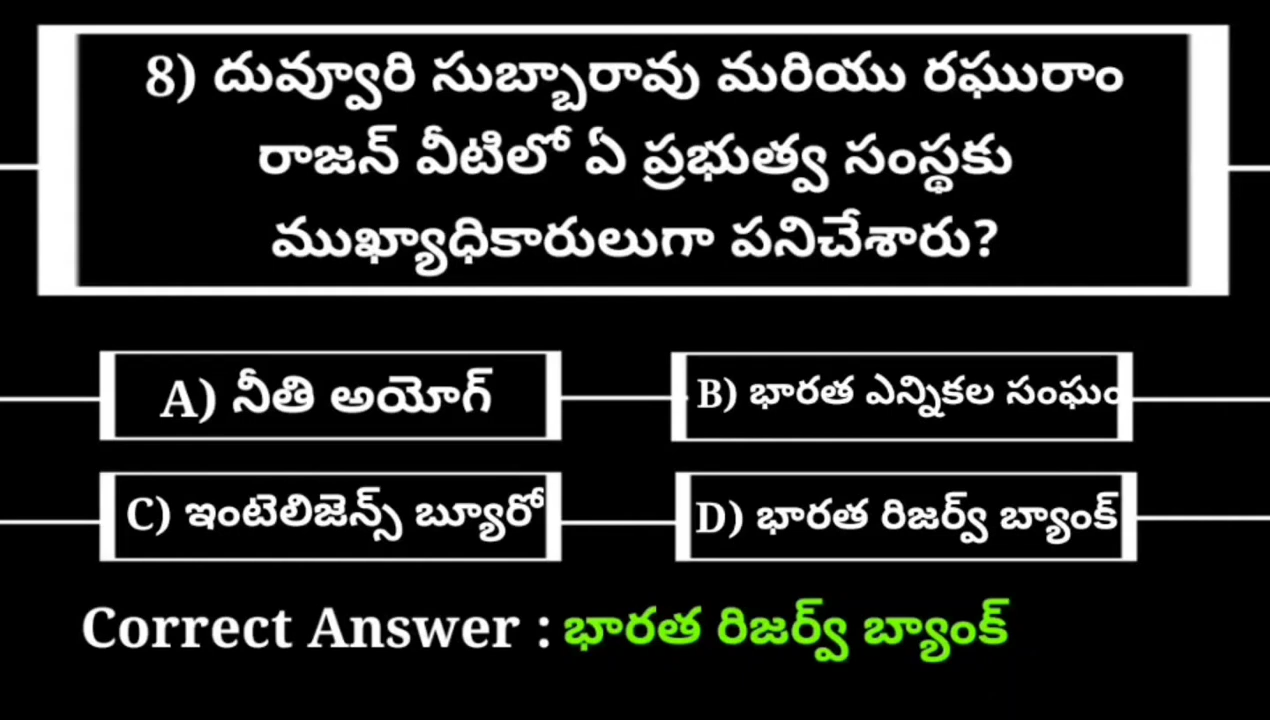 8) దువ్వూరి సుబ్బారావు మరియు రఘురాం
రాజన్ వీటిలో ఏ ప్రభుత్వ సంస్థకు
ముఖ్యాధికారులుగా పనిచేశారు?
A) నీతి అయోగ్
B) భారత ఎన్నికల సంఘం
C) ఇంటెలిజెన్స్ బ్యూరో
D) భారత రిజర్వ్ బ్యాంక్
Correct Answer : భారత రిజర్వ్ బ్యాంక్